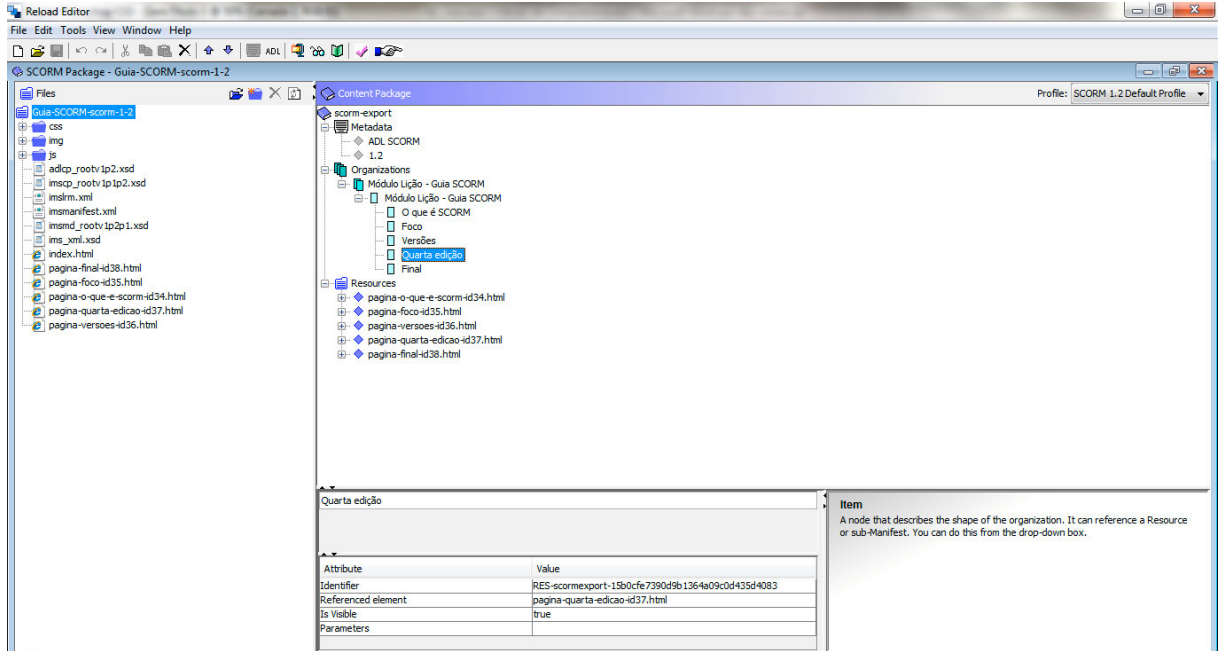 Reload Editor
File Edit Tools View Window Help
ADL
SCORM Package - Guia-SCORM-scorm-1-2
Files
Guia-SCORM-scorm-1-2
css
img
js
adlcp_rootv1p2.xsd
imscp_rootv1p1p2.xsd
imslrm.xml
imsmanifest.xml
imsmd_rootv1p2p1.xsd
ims_xml.xsd
index.html
pagina-final-id38.html
pagina-foco-id35.html
pagina-o-que-e-scorm-id34.html
pagina-quarta-edicao-id37.html
pagina-versoes-id36.html
Content Package
Profile: SCORM 1.2 Default Profile
scorm-export
Metadata
ADL SCORM
1.2
Organizations
Módulo Lição - Guia SCORM
Módulo Lição - Guia SCORM
O que é SCORM
Foco
Versões
Quarta edição
Final
Resources
pagina-o-que-e-scorm-id34.html
pagina-foco-id35.html
pagina-versoes-id36.html
pagina-quarta-edicao-id37.html
pagina-final-id38.html
Quarta edição
Attribute Value
Identifier RES-scormexport-15b0cfe7390d9b1364a09c0d435d4083
Referenced element pagina-quarta-edicao-id37.html
Is Visible true
Parameters
Item
A node that describes the shape of the organization. It can reference a Resource
or sub-Manifest. You can do this from the drop-down box.